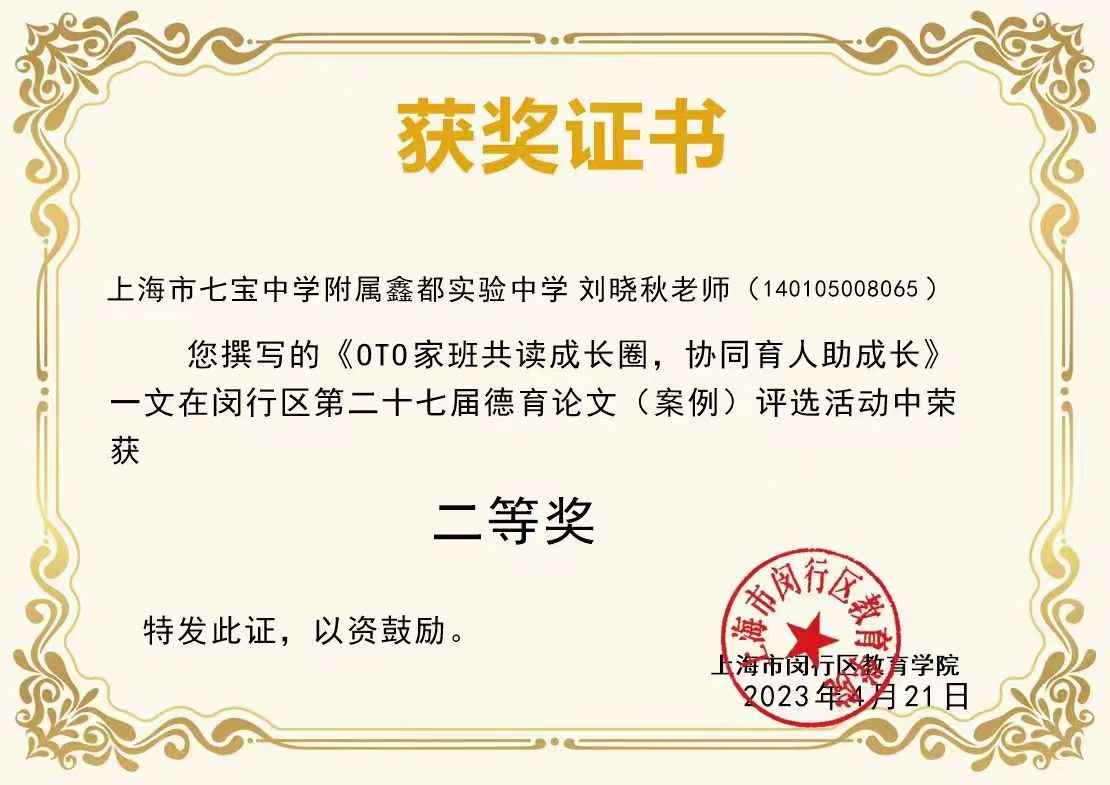 获奖证书
上海市七宝中学附属鑫都实验中学 刘晓秋老师（140105008065）
您撰写的《OTO家班共读成长圈，协同育人助成长》
一文在闵行区第二十七届德育论文（案例）评选活动中荣
获
二等奖
特发此证，以资鼓励。
上海市闵行区教育学院
上海市闵行区教育学院
2023年4月21日